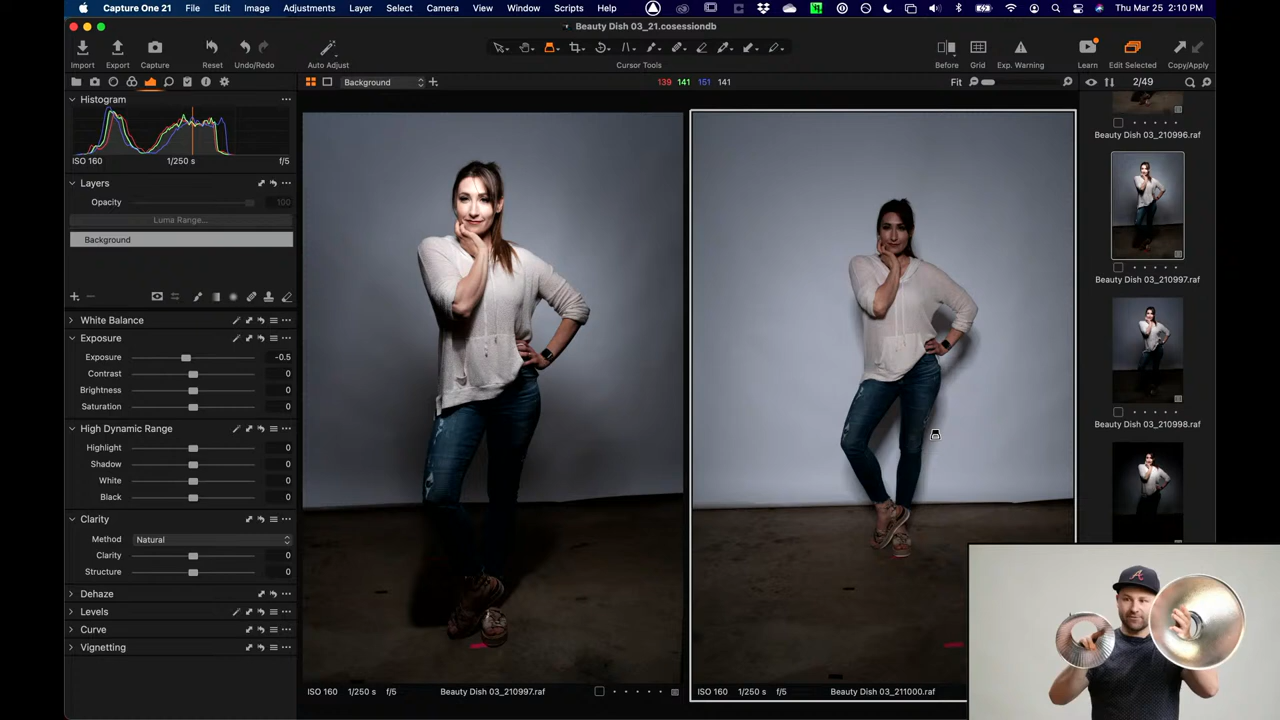 Capture One 21 File Edit Image Adjustments Layer Select Camera View Window Scripts Help Thu Mar 25 2:10 PM
Beauty Dish 03_21.cosessiondb
Import Export Capture Reset Undo/Redo Auto Adjust Cursor Tools Before Grid Exp. Warning Learn Edit Selected Copy/Apply
Background 139 141 151 141 Fit 2/49
Histogram
ISO 160 1/250 s f/5
Layers
Opacity 100
Luma Range...
Background
White Balance
Exposure
Exposure -0.5
Contrast 0
Brightness 0
Saturation 0
High Dynamic Range
Highlight 0
Shadow 0
White 0
Black 0
Clarity
Method Natural
Clarity 0
Structure 0
Dehaze
Levels
Curve
Vignetting
ISO 160 1/250 s f/5 Beauty Dish 03_210997.raf
ISO 160 1/250 s f/5 Beauty Dish 03_211000.raf
Beauty Dish 03_210996.raf
Beauty Dish 03_210997.raf
Beauty Dish 03_210998.raf
A